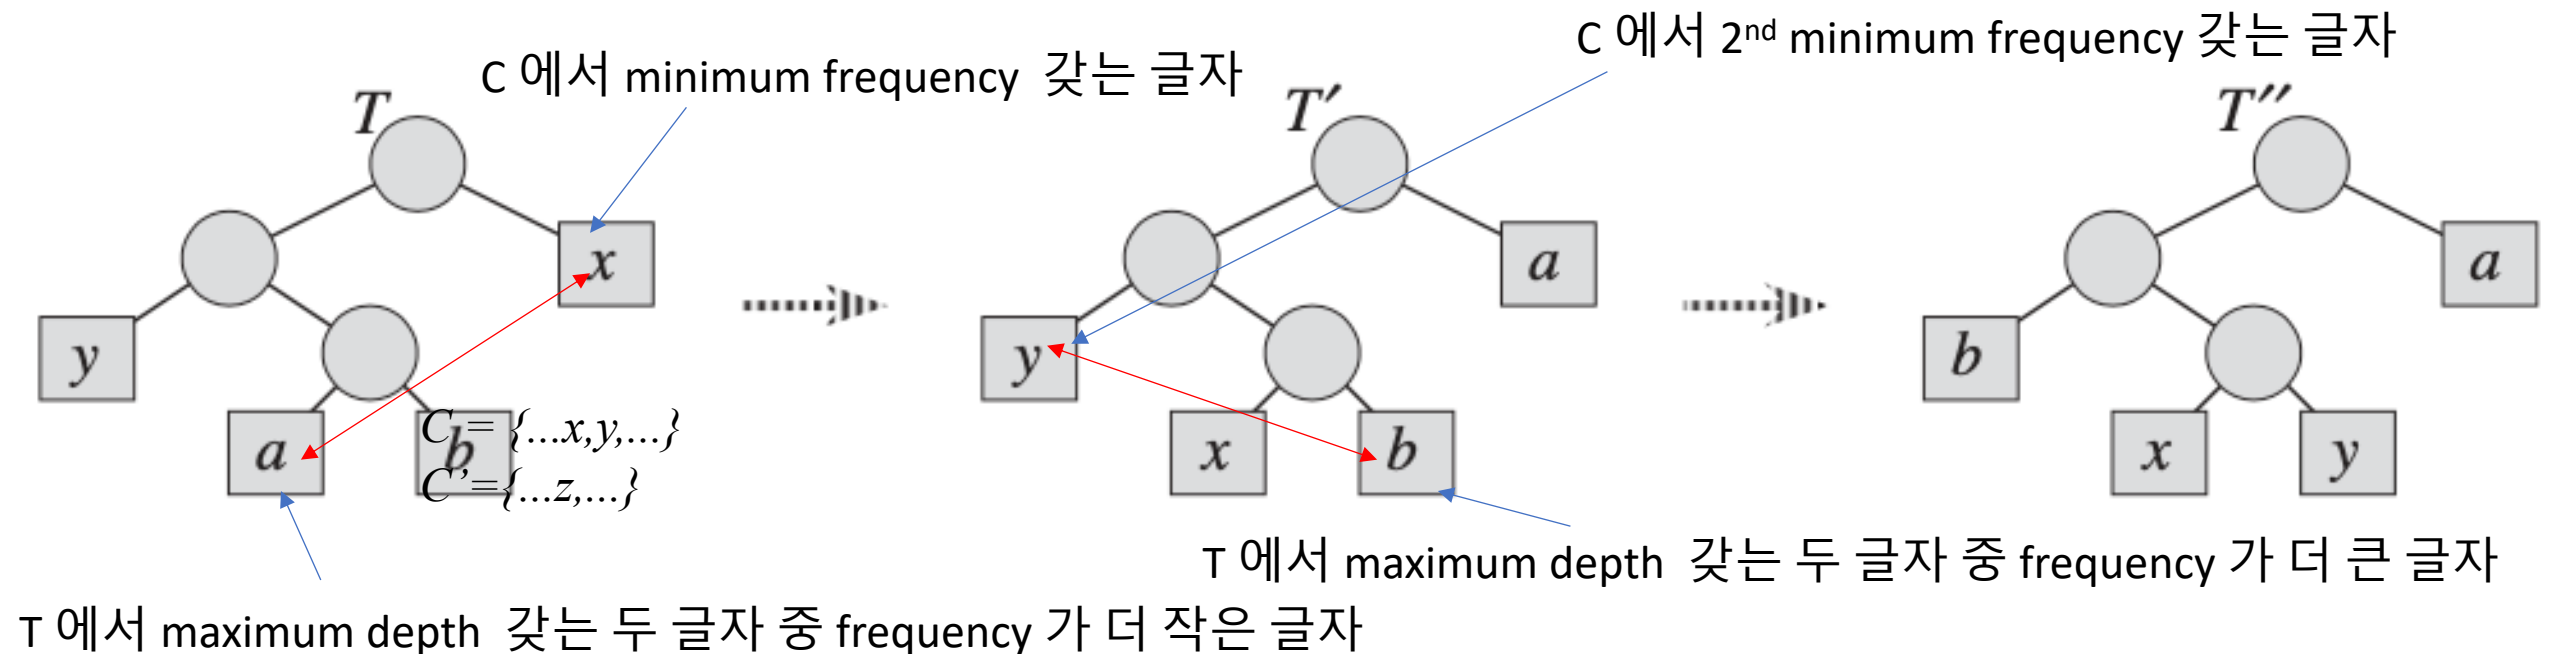 C 에서 2nd minimum frequency 갖는 글자
C 에서 minimum frequency 갖는 글자
T
T′
T″
x
a
a
y
y
b
a
b
x
b
x
y
C = {...x,y,...}
C'={...z,...}
T 에서 maximum depth 갖는 두 글자 중 frequency 가 더 큰 글자
T 에서 maximum depth 갖는 두 글자 중 frequency 가 더 작은 글자